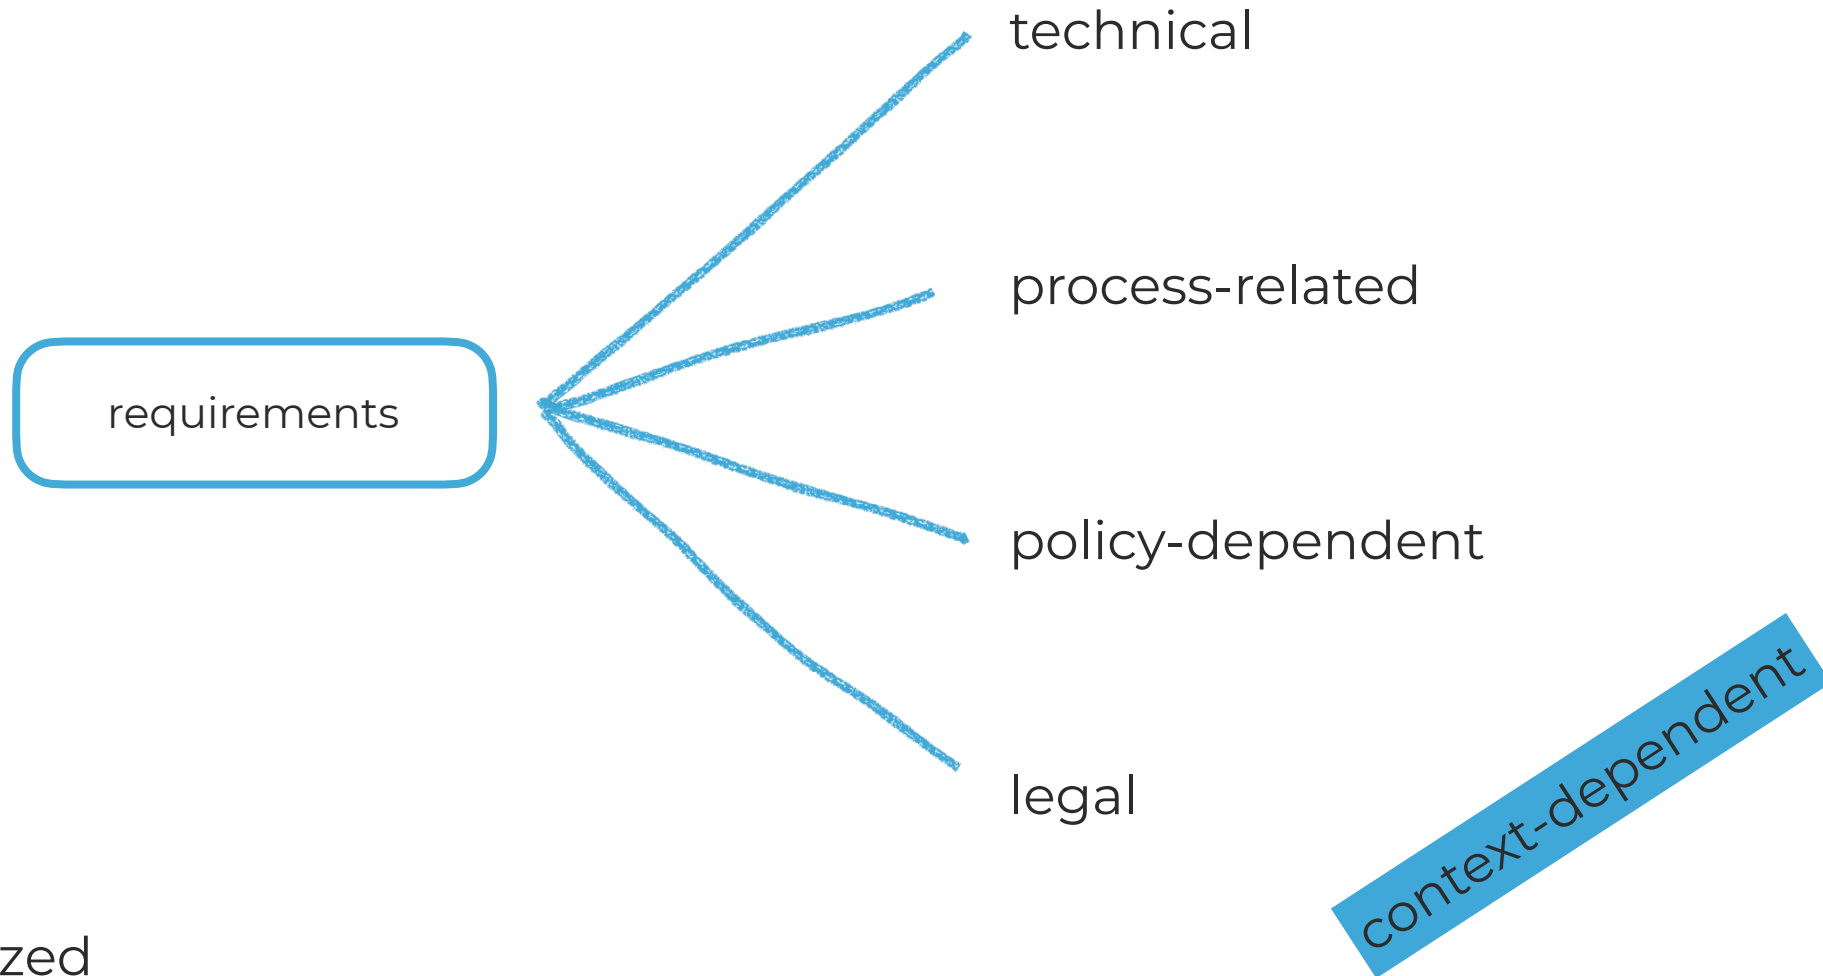 technical
process-related
requirements
policy-dependent
legal
context-dependent
zed